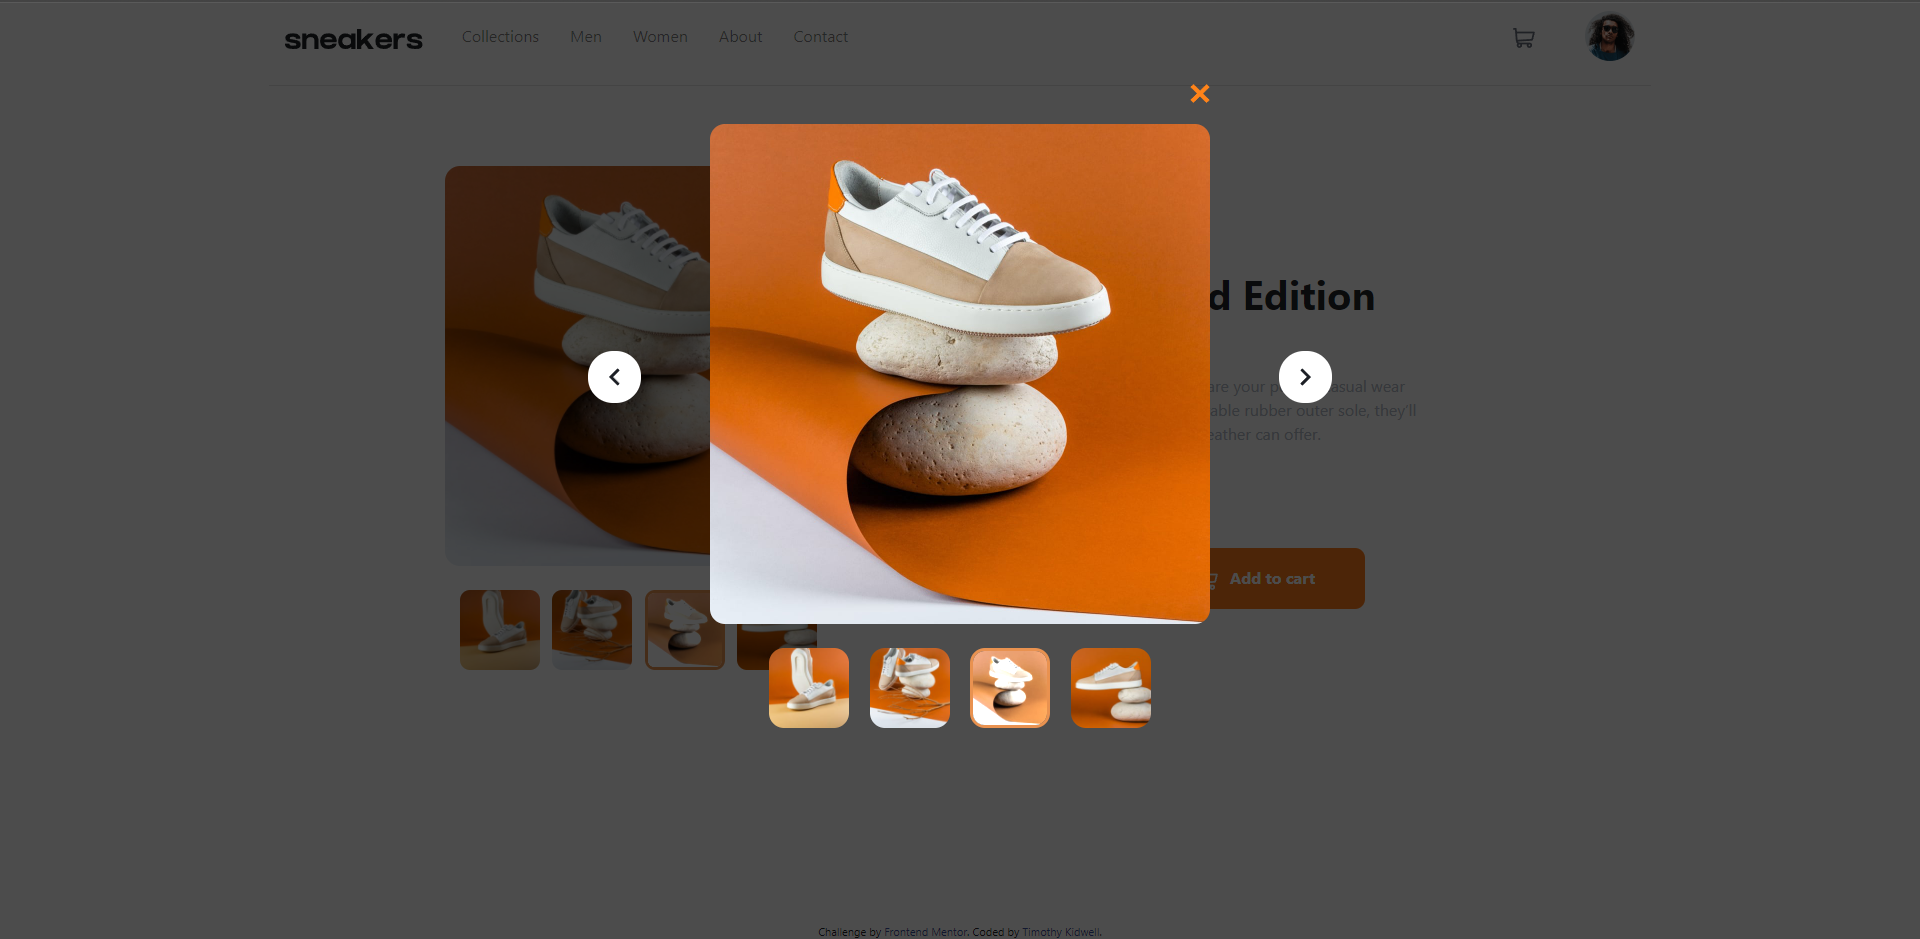 sneakers Collections Men Women About Contact
d Edition
are your p asual wear
able rubber outer sole, they'll
eather can offer.
Add to cart
Challenge by Frontend Mentor. Coded by Timothy Kidwell.